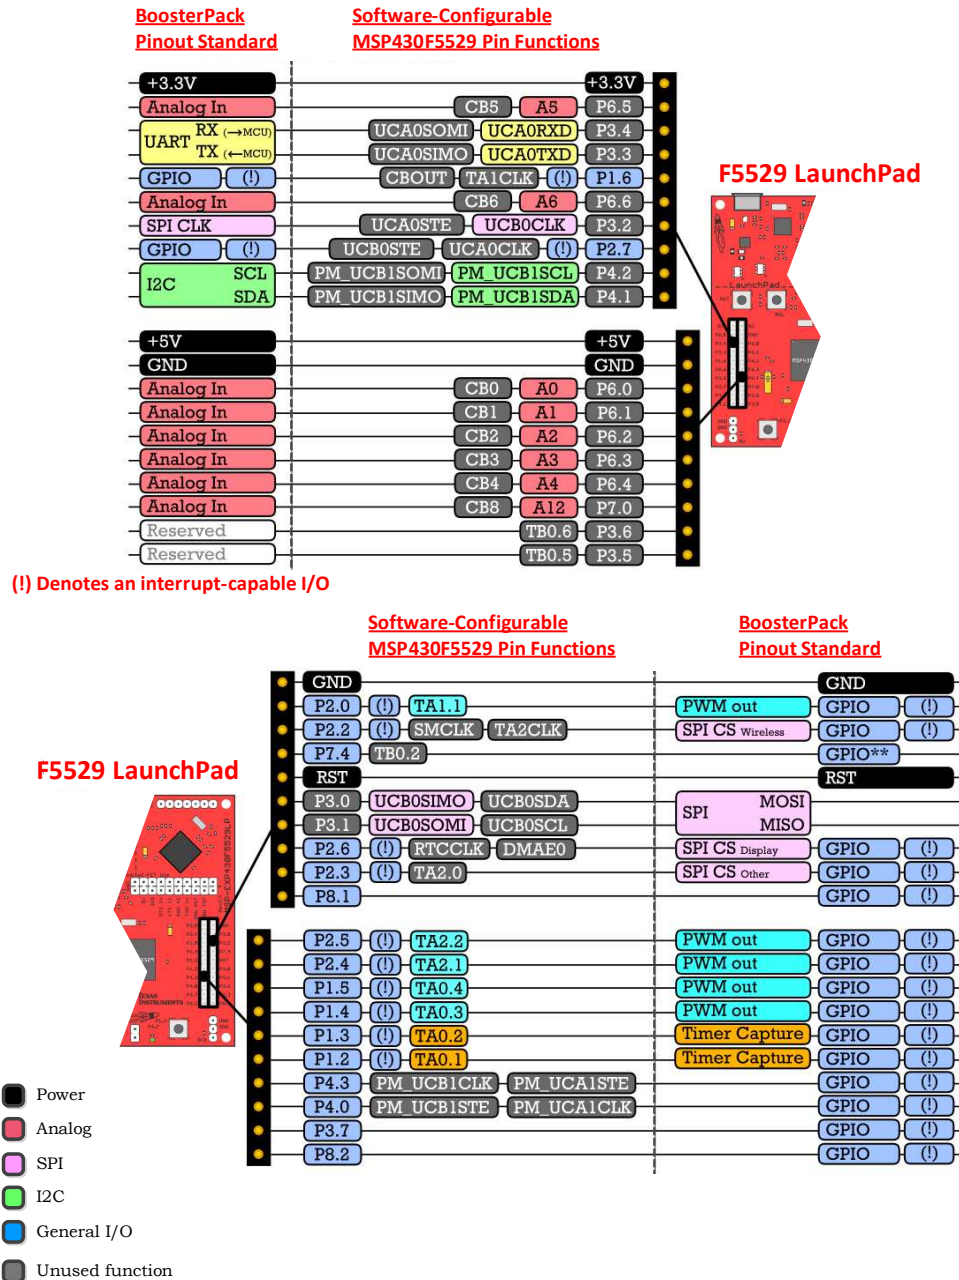 BoosterPack Pinout Standard
Software-Configurable MSP430F5529 Pin Functions
+3.3V +3.3V
Analog In CB5 A5 P6.5
UART RX (→MCU) UCA0SOMI UCA0RXD P3.4
TX (←MCU) UCA0SIMO UCA0TXD P3.3
GPIO (!) CBOUT TA1CLK (!) P1.6
Analog In CB6 A6 P6.6
SPI CLK UCA0STE UCB0CLK P3.2
GPIO (!) UCB0STE UCA0CLK (!) P2.7
I2C SCL PM_UCB1SOMI PM_UCB1SCL P4.2
SDA PM_UCB1SIMO PM_UCB1SDA P4.1
F5529 LaunchPad
LaunchPad
+5V +5V
GND GND
Analog In CB0 A0 P6.0
Analog In CB1 A1 P6.1
Analog In CB2 A2 P6.2
Analog In CB3 A3 P6.3
Analog In CB4 A4 P6.4
Analog In CB8 A12 P7.0
Reserved TB0.6 P3.6
Reserved TB0.5 P3.5
(!) Denotes an interrupt-capable I/O
Software-Configurable MSP430F5529 Pin Functions
BoosterPack Pinout Standard
GND GND
P2.0 (!) TA1.1 PWM out GPIO (!)
P2.2 (!) SMCLK TA2CLK SPI CS Wireless GPIO (!)
P7.4 TB0.2 GPIO**
RST RST
P3.0 UCB0SIMO UCB0SDA SPI MOSI
P3.1 UCB0SOMI UCB0SCL MISO
P2.6 (!) RTCCLK DMAE0 SPI CS Display GPIO (!)
P2.3 (!) TA2.0 SPI CS Other GPIO (!)
P8.1 GPIO (!)
F5529 LaunchPad
MSP-EXP430F5529LP
TEXAS INSTRUMENTS
P2.5 (!) TA2.2 PWM out GPIO (!)
P2.4 (!) TA2.1 PWM out GPIO (!)
P1.5 (!) TA0.4 PWM out GPIO (!)
P1.4 (!) TA0.3 PWM out GPIO (!)
P1.3 (!) TA0.2 Timer Capture GPIO (!)
P1.2 (!) TA0.1 Timer Capture GPIO (!)
P4.3 PM_UCB1CLK PM_UCA1STE GPIO (!)
P4.0 PM_UCB1STE PM_UCA1CLK GPIO (!)
P3.7 GPIO (!)
P8.2 GPIO (!)
Power
Analog
SPI
I2C
General I/O
Unused function